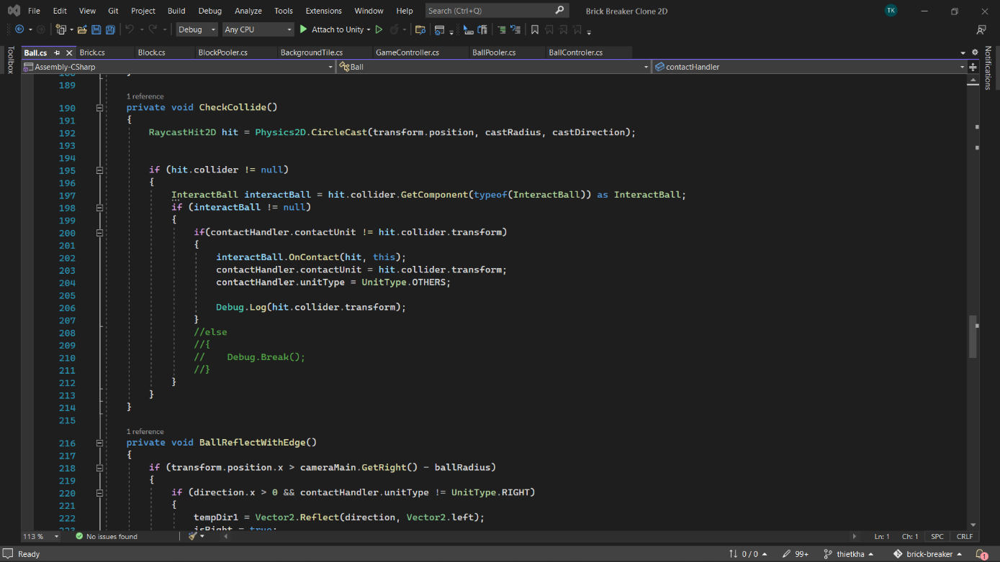 File Edit View Git Project Build Debug Analyze Tools Extensions Window Help Search (Ctrl+Q) Brick Breaker Clone 2D TK
Debug Any CPU Attach to Unity
Toolbox
Ball.cs Brick.cs Block.cs BlockPooler.cs BackgroundTile.cs GameController.cs BallPooler.cs BallControler.cs
Notifications
Assembly-CSharp Ball contactHandler
188 }
189
1 reference
190 private void CheckCollide()
191 {
192 RaycastHit2D hit = Physics2D.CircleCast(transform.position, castRadius, castDirection);
193
194
195 if (hit.collider != null)
196 {
197 InteractBall interactBall = hit.collider.GetComponent(typeof(InteractBall)) as InteractBall;
198 if (interactBall != null)
199 {
200 if(contactHandler.contactUnit != hit.collider.transform)
201 {
202 interactBall.OnContact(hit, this);
203 contactHandler.contactUnit = hit.collider.transform;
204 contactHandler.unitType = UnitType.OTHERS;
205
206 Debug.Log(hit.collider.transform);
207 }
208 //else
209 //{
210 // Debug.Break();
211 //}
212 }
213 }
214 }
215
1 reference
216 private void BallReflectWithEdge()
217 {
218 if (transform.position.x > cameraMain.GetRight() - ballRadius)
219 {
220 if (direction.x > 0 && contactHandler.unitType != UnitType.RIGHT)
221 {
222 tempDir1 = Vector2.Reflect(direction, Vector2.left);
223 isRight = true;
113 % No issues found Ln: 1 Ch: 1 SPC CRLF
Ready 0 / 0 99+ thietkha brick-breaker 1